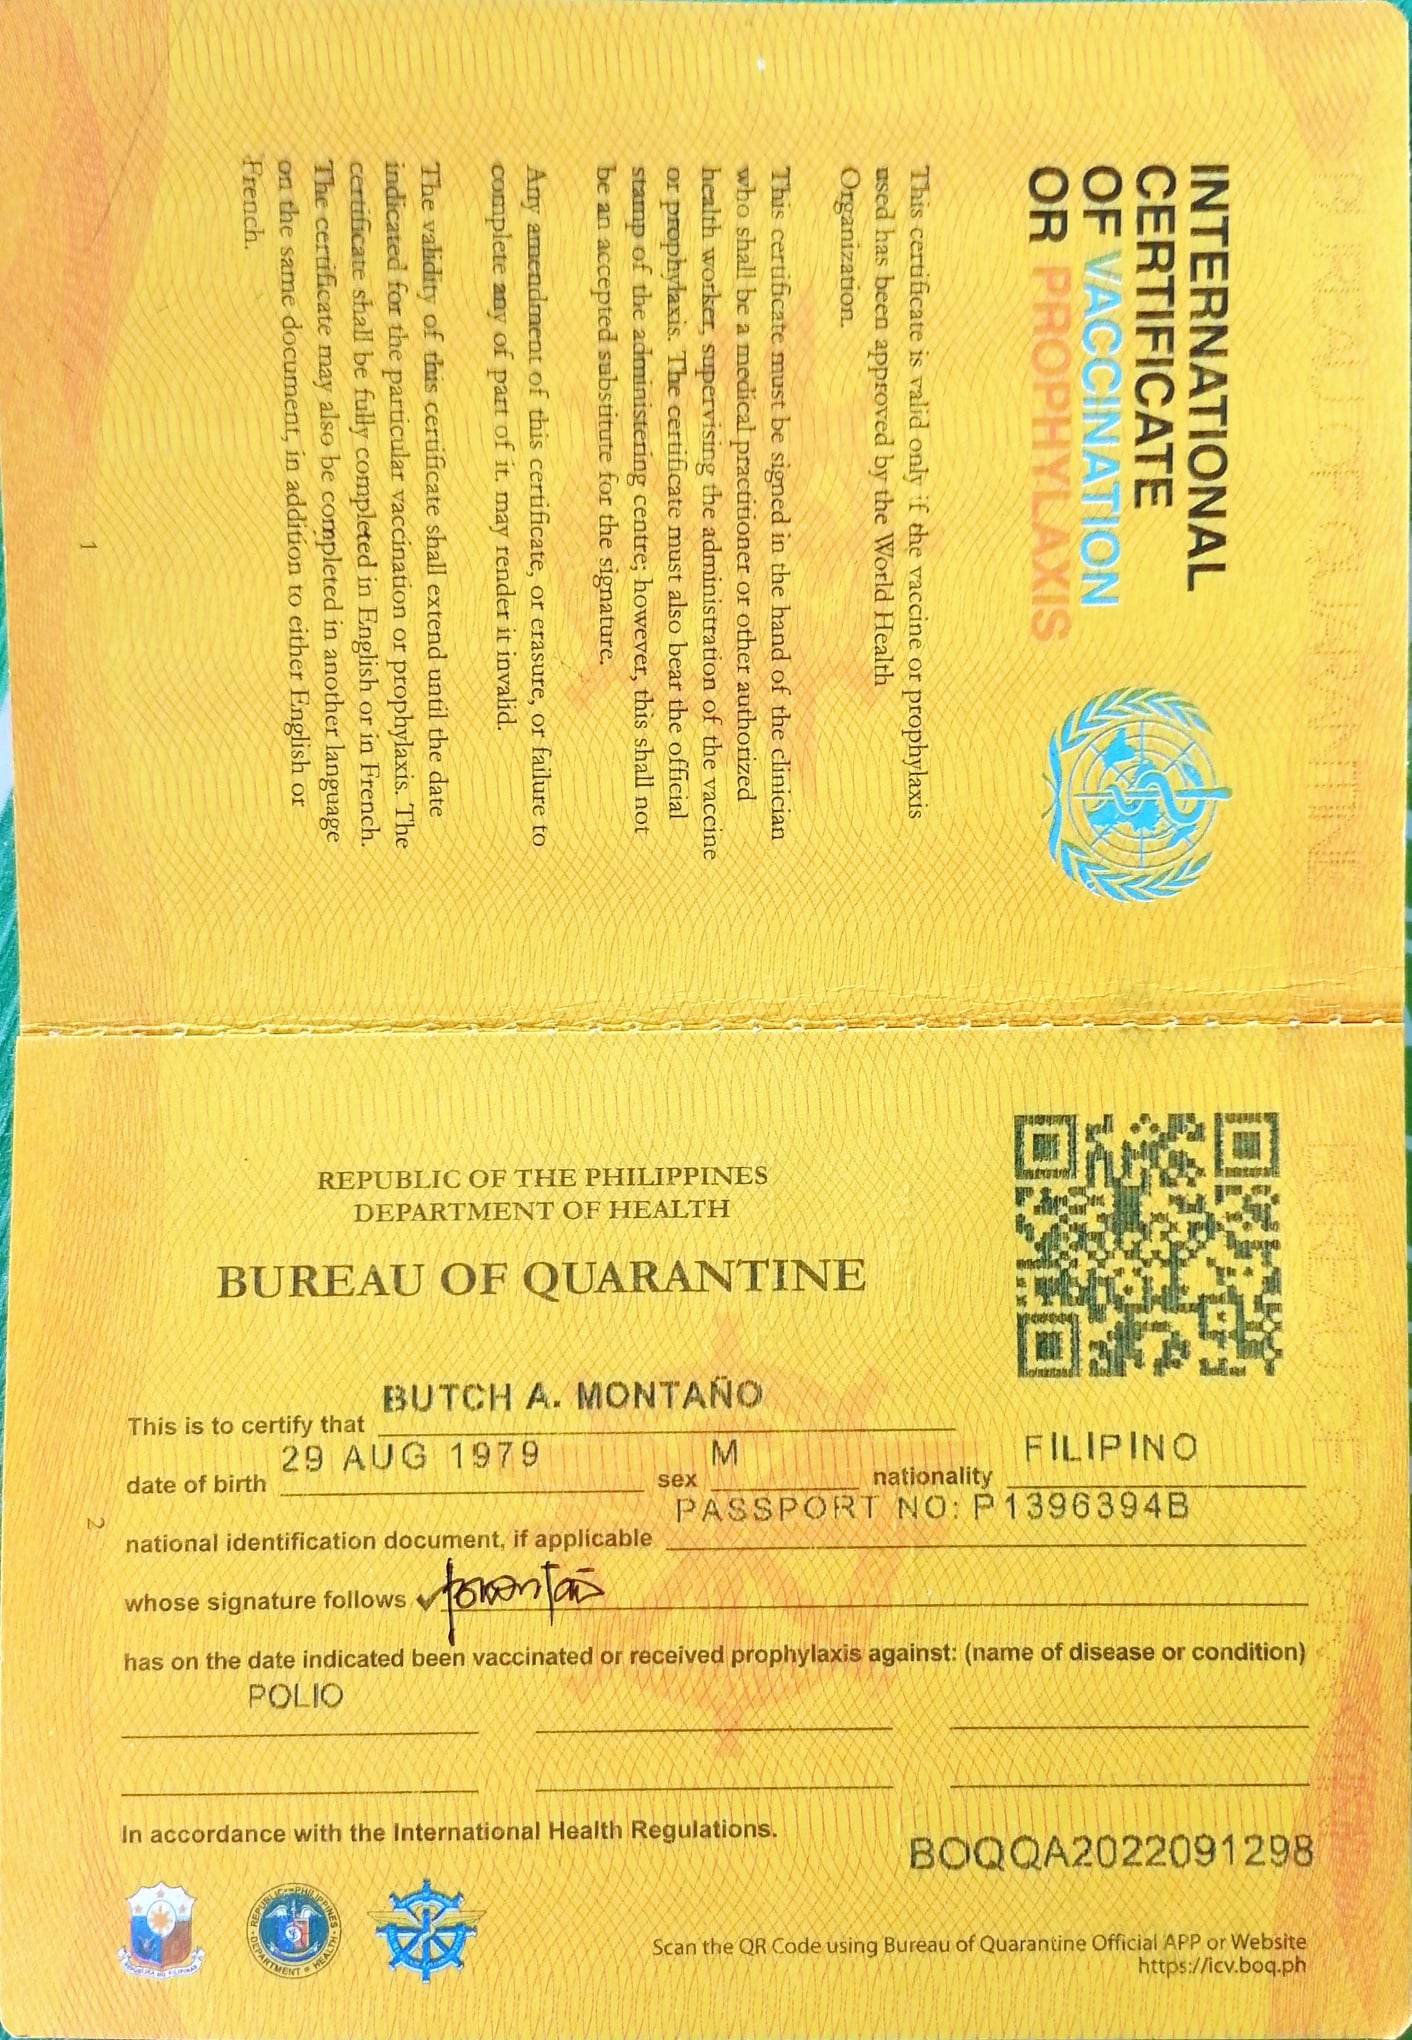 INTERNATIONAL
CERTIFICATE
OF VACCINATION
OR PROPHYLAXIS
This certificate is valid only if the vaccine or prophylaxis
used has been approved by the World Health
Organization.
This certificate must be signed in the hand of the clinician
who shall be a medical practitioner or other authorized
health worker, supervising the administration of the vaccine
or prophylaxis. The certificate must also bear the official
stamp of the administering centre; however, this shall not
be an accepted substitute for the signature.
Any amendment of this certificate, or erasure, or failure to
complete any of part of it. may render it invalid.
The validity of this certificate shall extend until the date
indicated for the particular vaccination or prophylaxis. The
certificate shall be fully completed in English or in French.
The certificate may also be completed in another language
on the same document, in addition to either English or
French.
1
REPUBLIC OF THE PHILIPPINES
DEPARTMENT OF HEALTH
BUREAU OF QUARANTINE
This is to certify that BUTCH A. MONTAÑO
date of birth 29 AUG 1979 sex M nationality FILIPINO
national identification document, if applicable PASSPORT NO: P1396394B
whose signature follows
has on the date indicated been vaccinated or received prophylaxis against: (name of disease or condition)
POLIO
In accordance with the International Health Regulations.
BOQQA2022091298
Scan the QR Code using Bureau of Quarantine Official APP or Website
https://icv.boq.ph
2